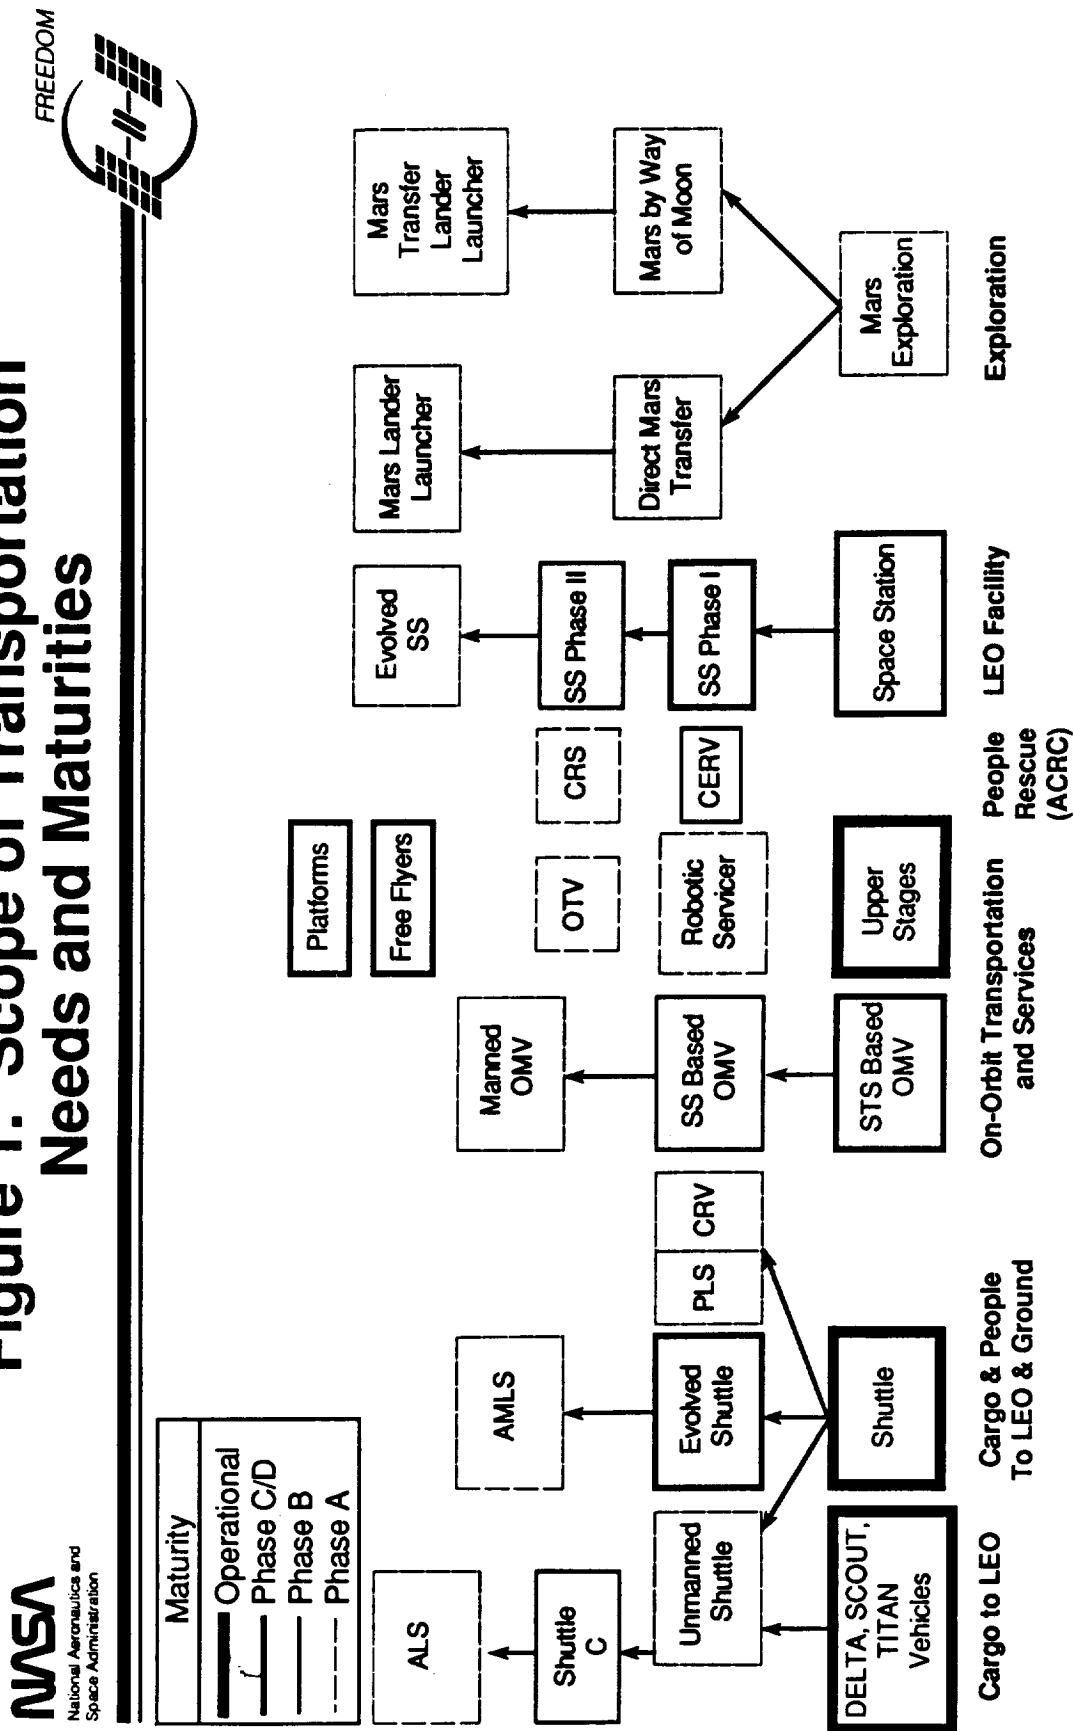 NASA
National Aeronautics and
Space Administration
Figure 1. Scope of Transportation
Needs and Maturities
FREEDOM
Maturity
Operational
Phase C/D
Phase B
Phase A
Platforms
Free Flyers
ALS
Shuttle
C
Unmanned
Shuttle
DELTA, SCOUT,
TITAN
Vehicles
Cargo to LEO
AMLS
Evolved
Shuttle
PLS
CRV
Shuttle
Cargo & People
To LEO & Ground
Manned
OMV
SS Based
OMV
STS Based
OMV
OTV
Robotic
Servicer
Upper
Stages
On-Orbit Transportation
and Services
CRS
CERV
People
Rescue
(ACRC)
Evolved
SS
SS Phase II
SS Phase I
Space Station
LEO Facility
Mars Lander
Launcher
Direct Mars
Transfer
Mars
Transfer
Lander
Launcher
Mars by Way
of Moon
Mars
Exploration
Exploration